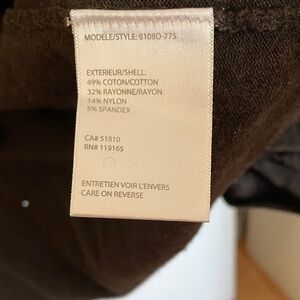 MODELE/STYLE: 8108D-775
EXTERIEUR/SHELL:
49% COTON/COTTON
32% RAYONNE/RAYON
14% NYLON
5% SPANDEX
CA# 51810
RN# 119165
ENTRETIEN VOIR L'ENVERS
CARE ON REVERSE